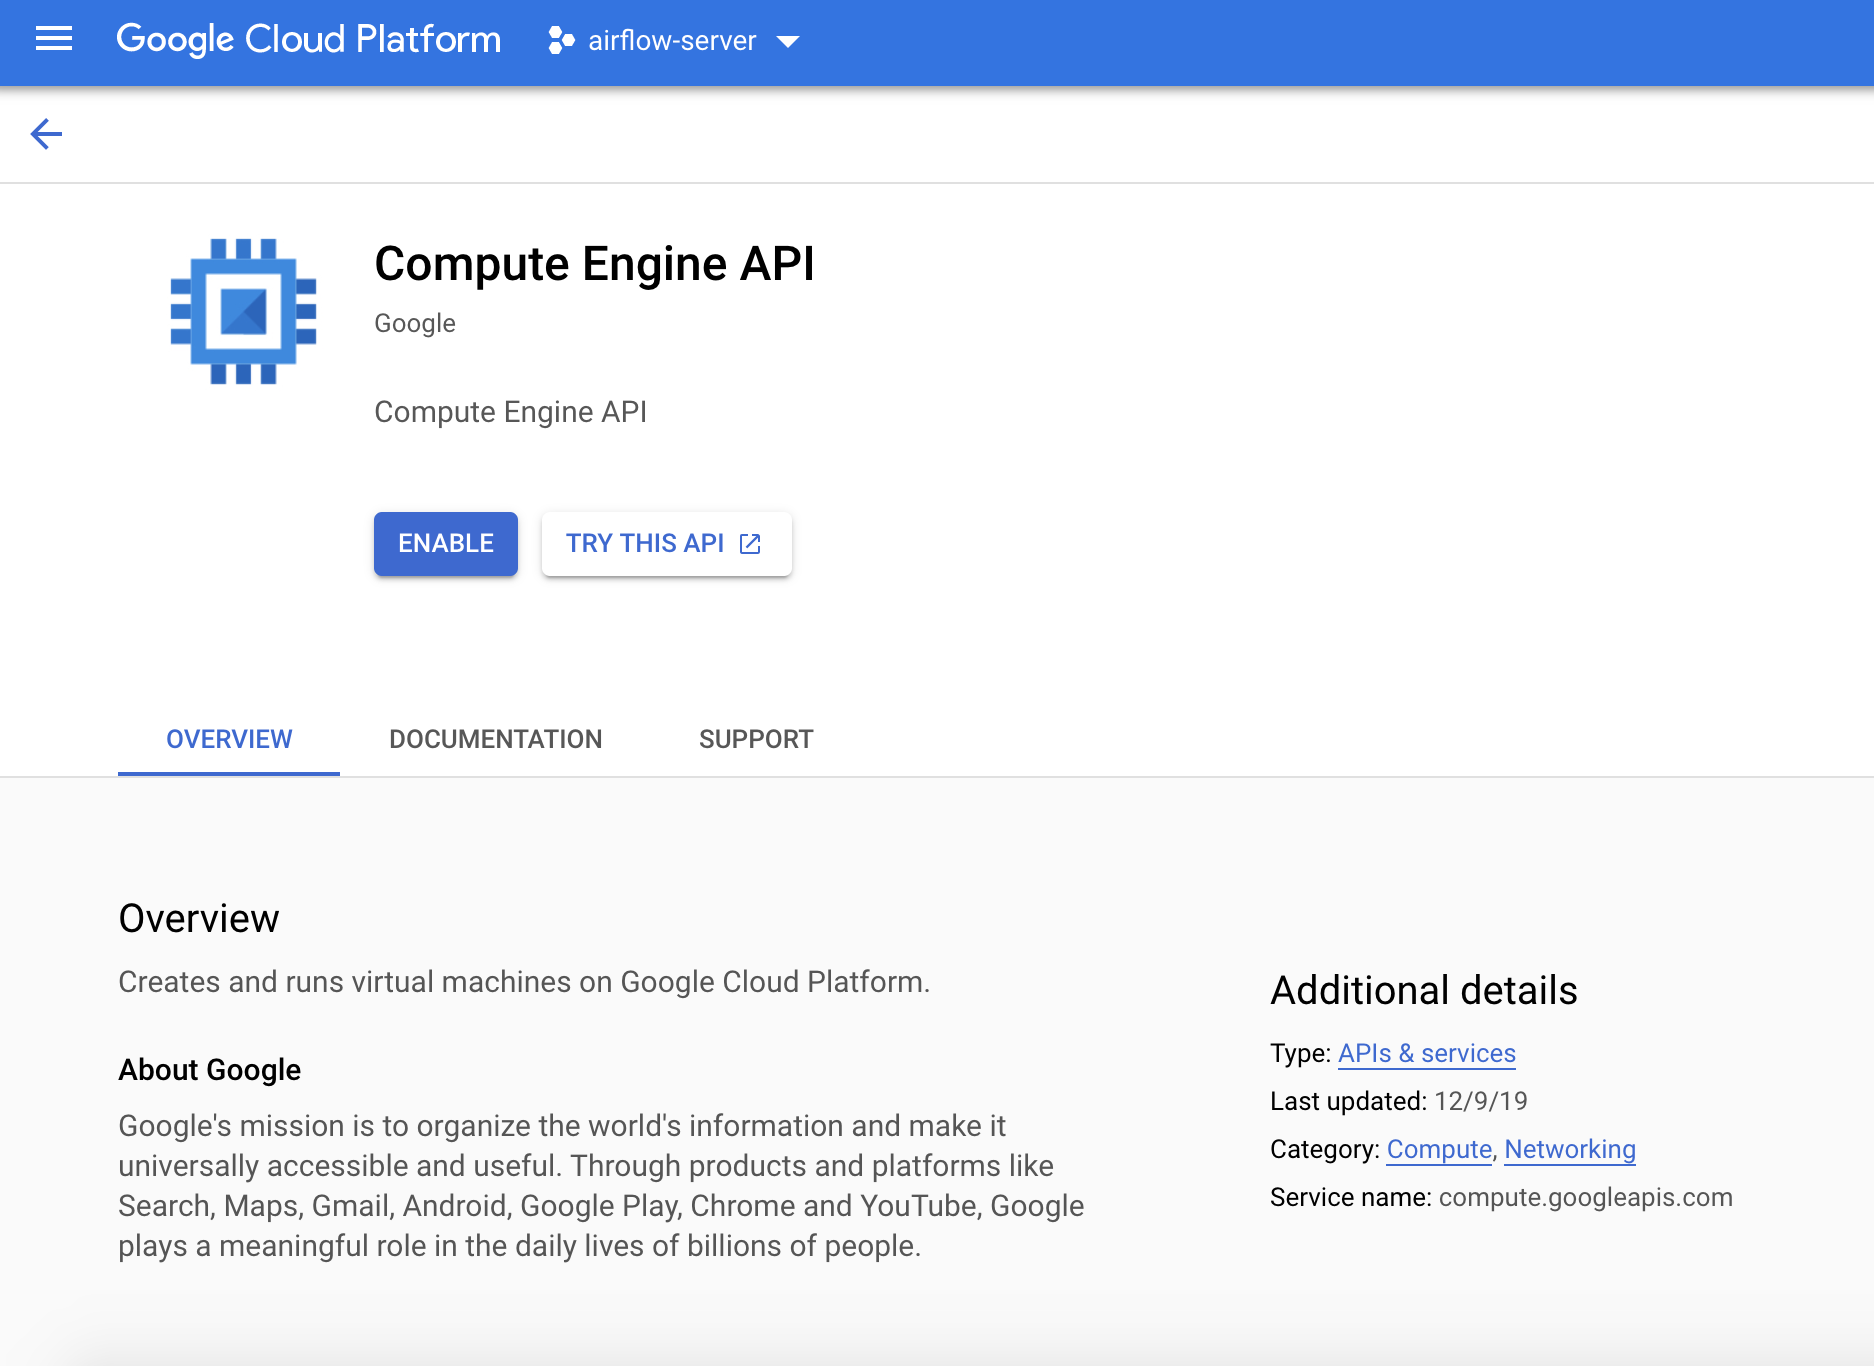 Google Cloud Platform airflow-server
Compute Engine API
Google
Compute Engine API
ENABLE TRY THIS API
OVERVIEW DOCUMENTATION SUPPORT
Overview
Creates and runs virtual machines on Google Cloud Platform.
About Google
Google's mission is to organize the world's information and make it
universally accessible and useful. Through products and platforms like
Search, Maps, Gmail, Android, Google Play, Chrome and YouTube, Google
plays a meaningful role in the daily lives of billions of people.
Additional details
Type: APIs & services
Last updated: 12/9/19
Category: Compute, Networking
Service name: compute.googleapis.com